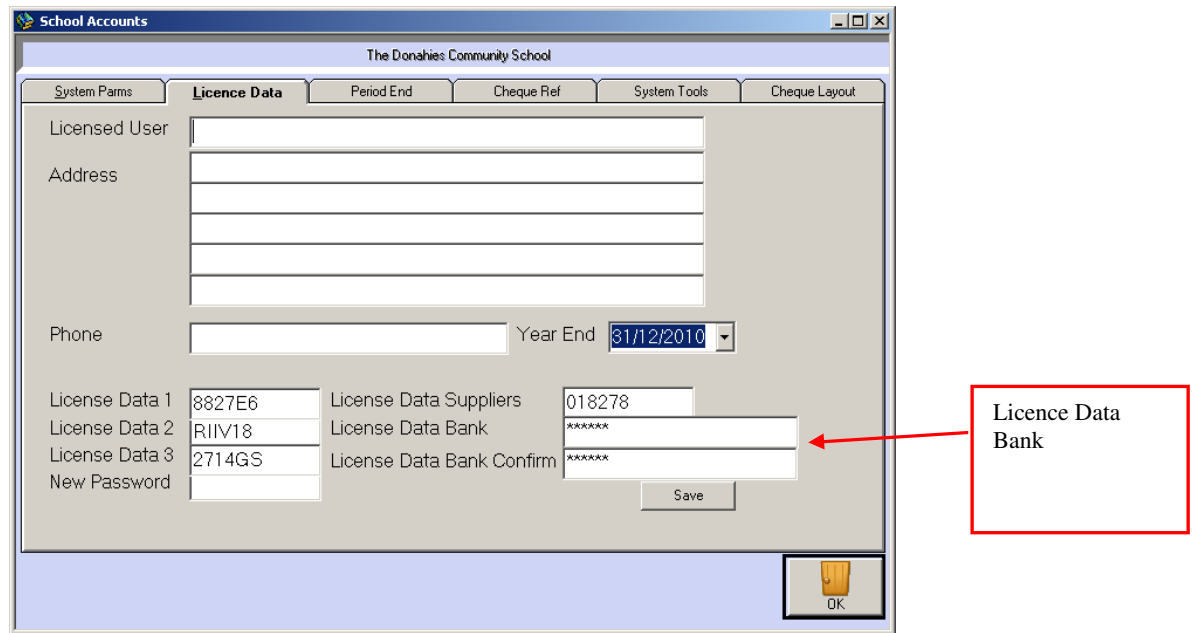 School Accounts
The Donahies Community School
System Parms Licence Data Period End Cheque Ref System Tools Cheque Layout
Licensed User
Address
Phone Year End 31/12/2010
License Data 1 8827E6 License Data Suppliers 018278
License Data 2 RIIV18 License Data Bank ******
License Data 3 2714GS License Data Bank Confirm ******
New Password
Save
OK
Licence Data
Bank